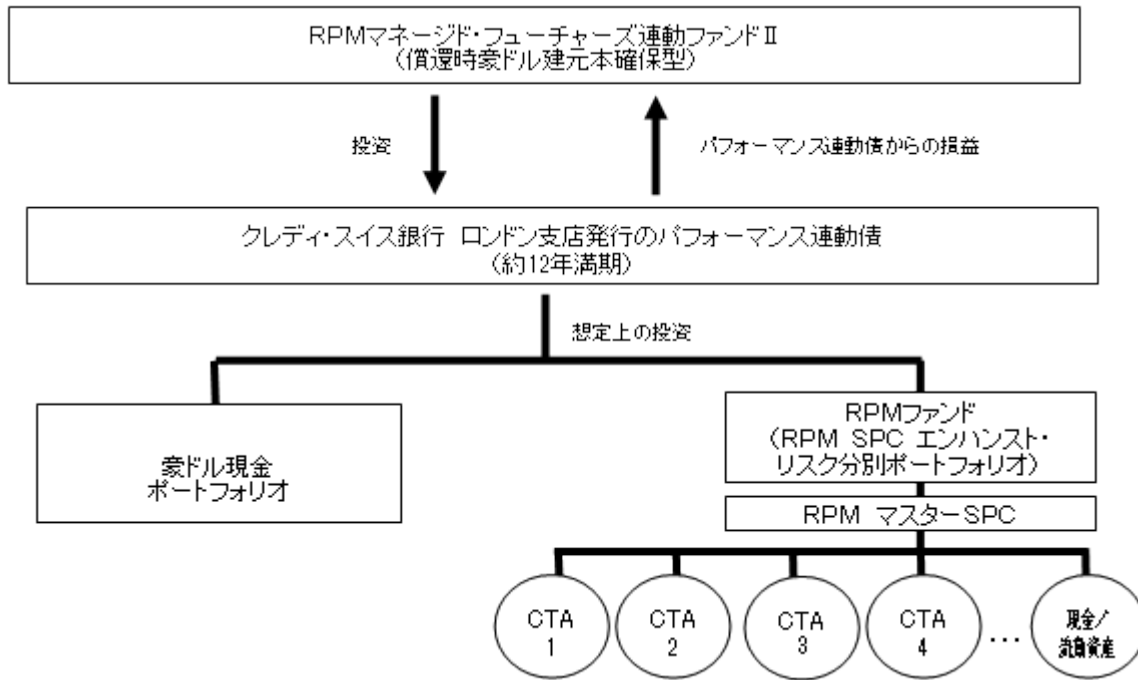 RPMマネージド・フューチャーズ連動ファンドⅡ
（償還時豪ドル建元本確保型）
投資
パフォーマンス連動債からの損益
クレディ・スイス銀行 ロンドン支店発行のパフォーマンス連動債
（約12年満期）
想定上の投資
豪ドル現金
ポートフォリオ
RPMファンド
（RPM SPC エンハンスト・
リスク分別ポートフォリオ）
RPM マスターSPC
CTA
1
CTA
2
CTA
3
CTA
4
…
現金／
流動資産